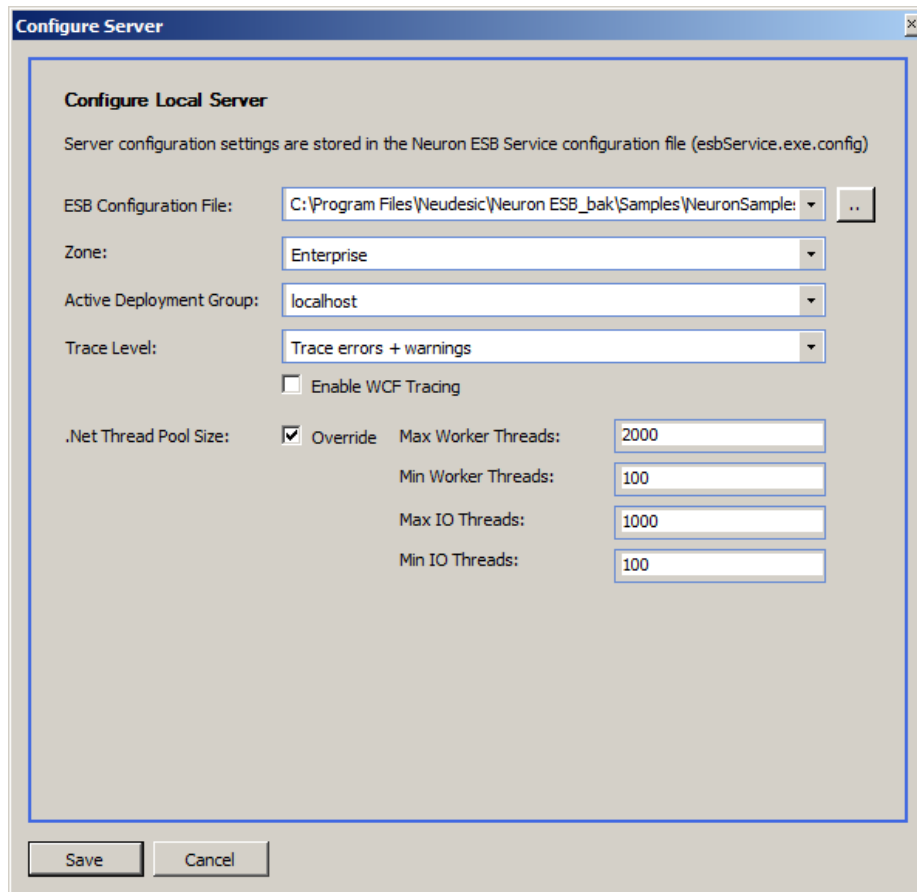 Configure Server
Configure Local Server
Server configuration settings are stored in the Neuron ESB Service configuration file (esbService.exe.config)
ESB Configuration File: C:\Program Files\Neudesic\Neuron ESB_bak\Samples\NeuronSample: ..
Zone: Enterprise
Active Deployment Group: localhost
Trace Level: Trace errors + warnings
Enable WCF Tracing
.Net Thread Pool Size: Override Max Worker Threads: 2000
Min Worker Threads: 100
Max IO Threads: 1000
Min IO Threads: 100
Save Cancel